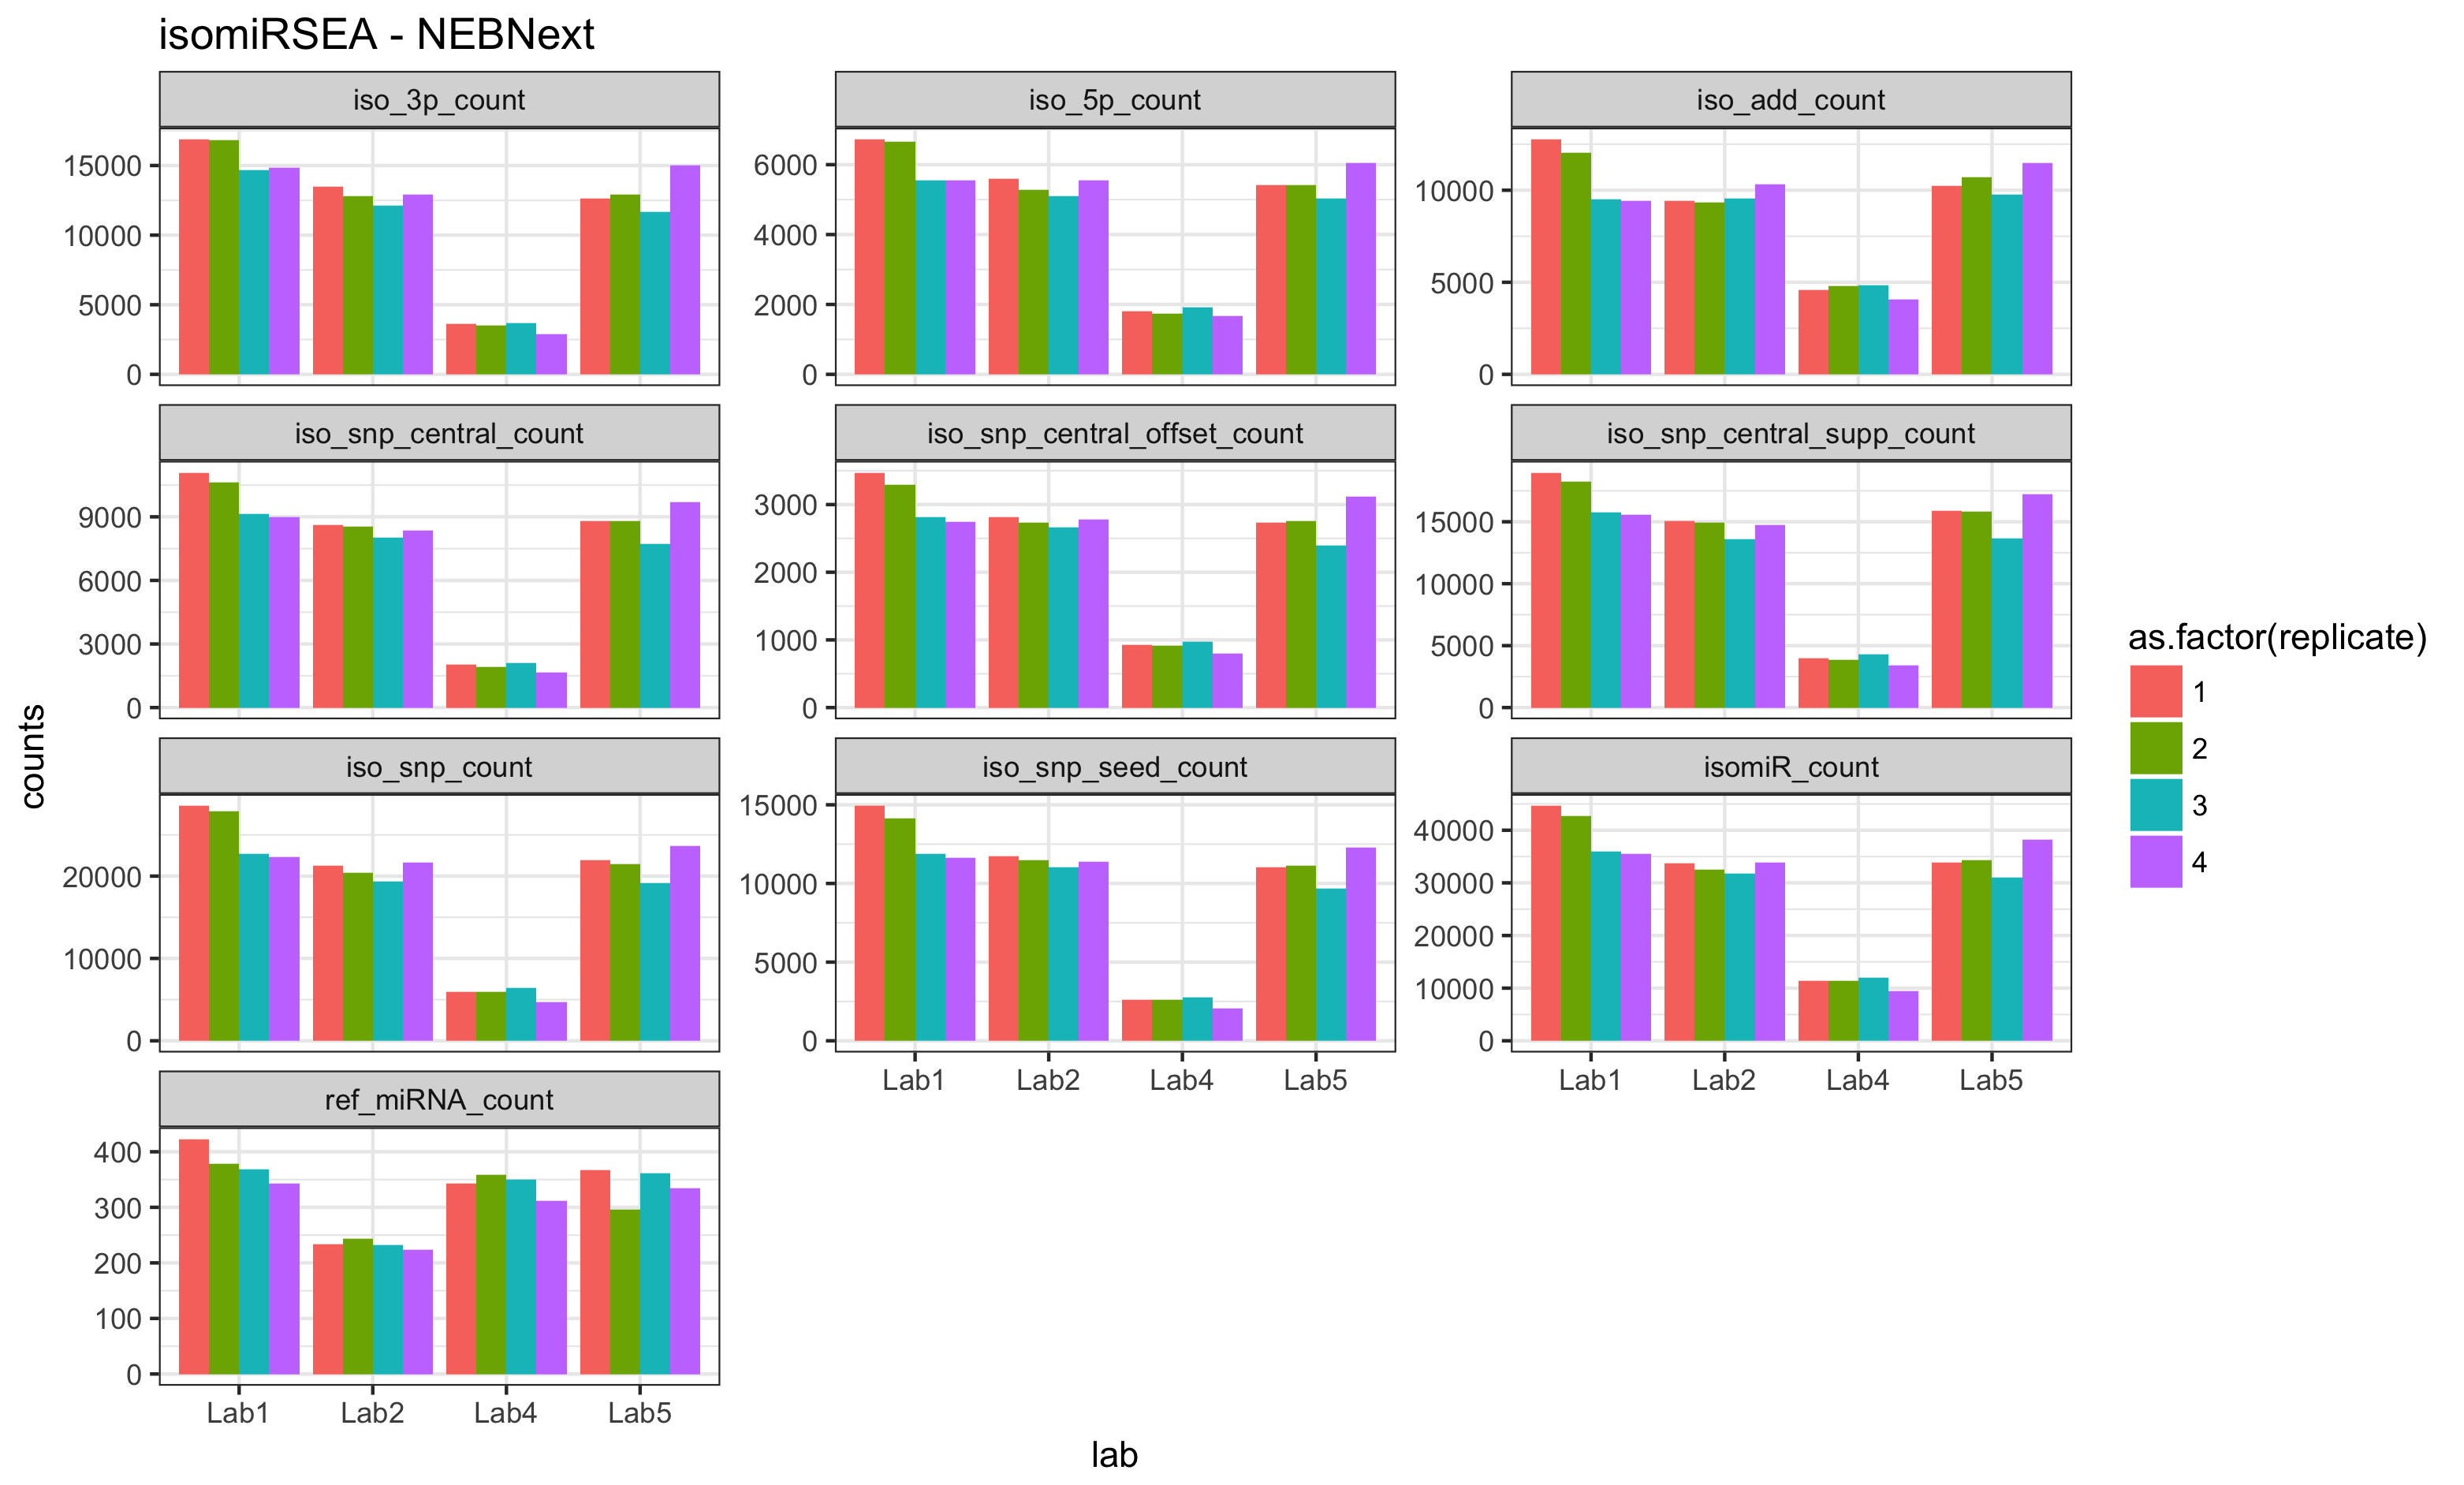 isomiRSEA - NEBNext
iso_3p_count
iso_5p_count
iso_add_count
15000
10000
5000
0
6000
4000
2000
0
10000
5000
0
iso_snp_central_count
iso_snp_central_offset_count
iso_snp_central_supp_count
9000
6000
3000
0
3000
2000
1000
0
15000
10000
5000
0
iso_snp_count
iso_snp_seed_count
isomiR_count
20000
10000
0
15000
10000
5000
0
40000
30000
20000
10000
0
Lab1 Lab2 Lab4 Lab5
Lab1 Lab2 Lab4 Lab5
ref_miRNA_count
400
300
200
100
0
Lab1 Lab2 Lab4 Lab5
counts
lab
as.factor(replicate)
1
2
3
4